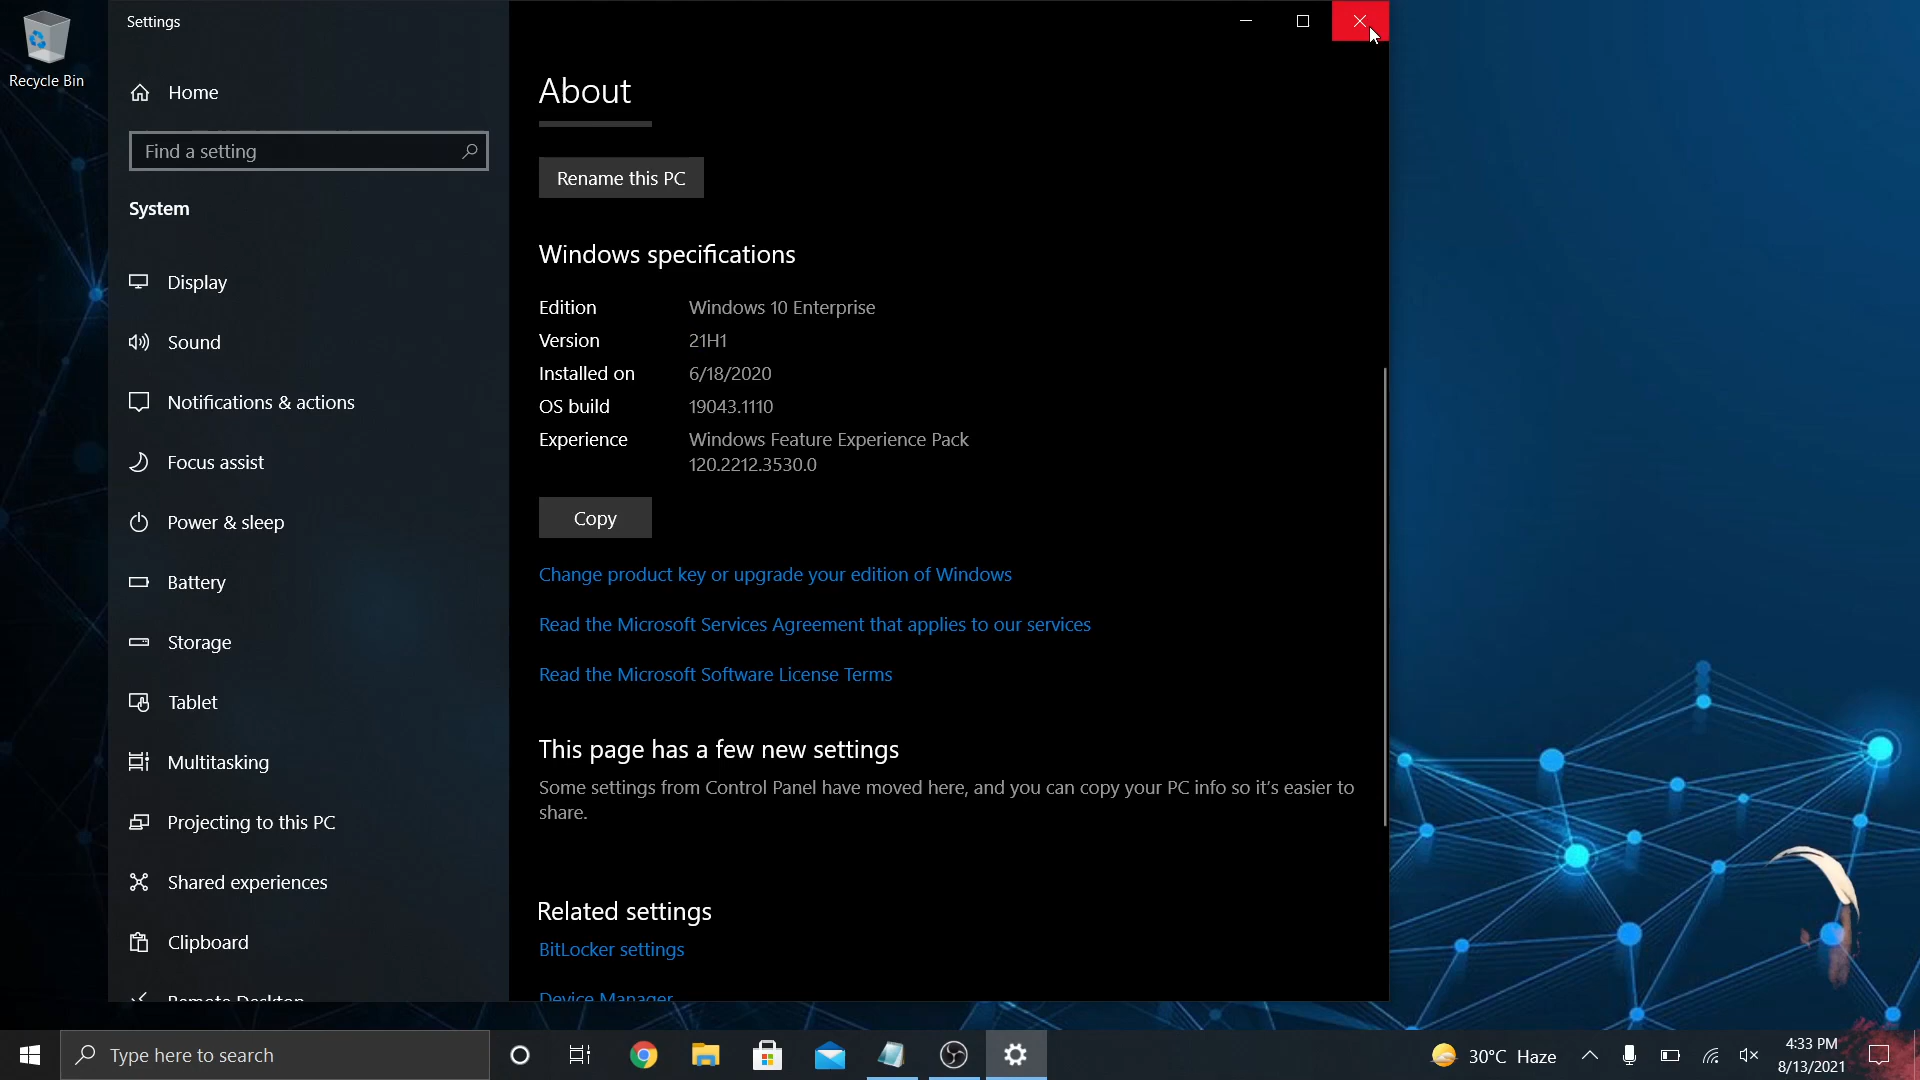 Recycle Bin
Settings
Home
Find a setting
System
Display
Sound
Notifications & actions
Focus assist
Power & sleep
Battery
Storage
Tablet
Multitasking
Projecting to this PC
Shared experiences
Clipboard
Remote Desktop
About
Rename this PC
Windows specifications
Edition Windows 10 Enterprise
Version 21H1
Installed on 6/18/2020
OS build 19043.1110
Experience Windows Feature Experience Pack
120.2212.3530.0
Copy
Change product key or upgrade your edition of Windows
Read the Microsoft Services Agreement that applies to our services
Read the Microsoft Software License Terms
This page has a few new settings
Some settings from Control Panel have moved here, and you can copy your PC info so it's easier to
share.
Related settings
BitLocker settings
Device Manager
Type here to search
30°C Haze
4:33 PM
8/13/2021